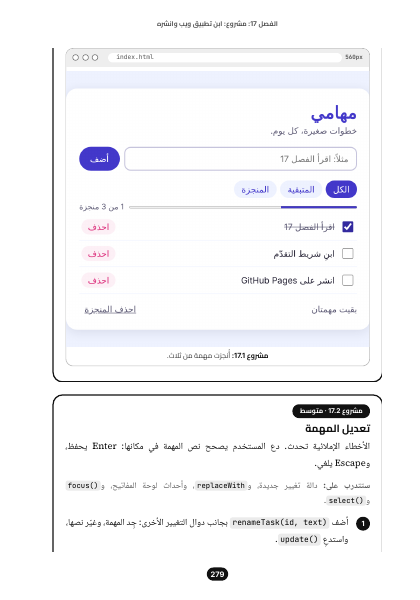 الفصل 17: مشروع: ابنِ تطبيق ويب وانشره
index.html
560px
مهامي
خطوات صغيرة، كل يوم.
مثلاً: اقرأ الفصل 17
أضف
الكل
المتبقية
المنجزة
1 من 3 منجزة
اقرأ الفصل 17
احذف
ابنِ شريط التقدّم
احذف
انشر على GitHub Pages
احذف
بقيت مهمتان
احذف المنجزة
مشروع 17.1: أُنجزت مهمة من ثلاث.
مشروع 17.2 · متوسط
تعديل المهمة
الأخطاء الإملائية تحدث. دع المستخدم يصحح نص المهمة في مكانها: Enter يحفظ،
وEscape يلغي.
ستتدرب على: دالة تغيير جديدة، وreplaceWith، وأحداث لوحة المفاتيح، وfocus()
وselect().
1 أضف renameTask(id, text) بجانب دوال التغيير الأخرى: جِد المهمة، وغيّر نصها،
واستدعِ update().
279